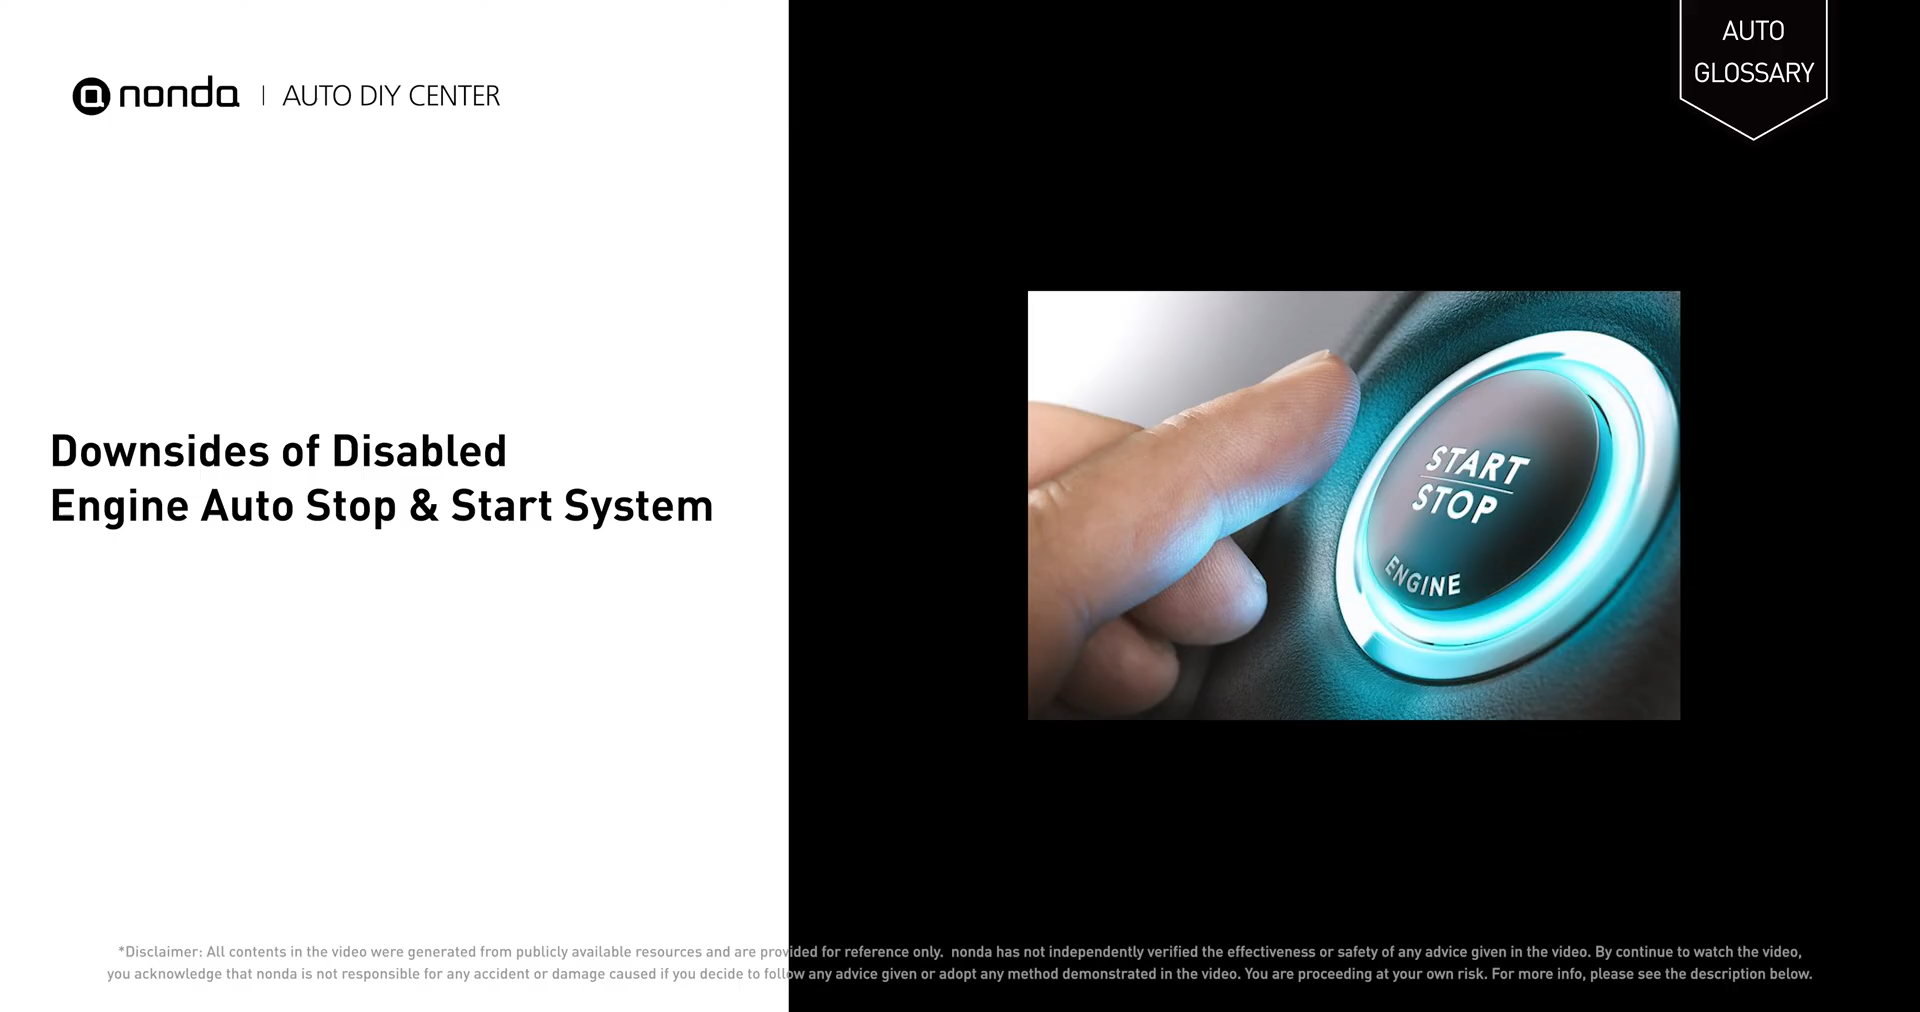 nonda | AUTO DIY CENTER
AUTO
GLOSSARY
Downsides of Disabled
Engine Auto Stop & Start System
START
STOP
ENGINE
*Disclaimer: All contents in the video were generated from publicly available resources and are provided for reference only.  nonda has not independently verified the effectiveness or safety of any advice given in the video. By continue to watch the video,
you acknowledge that nonda is not responsible for any accident or damage caused if you decide to follow any advice given or adopt any method demonstrated in the video. You are proceeding at your own risk. For more info, please see the description below.